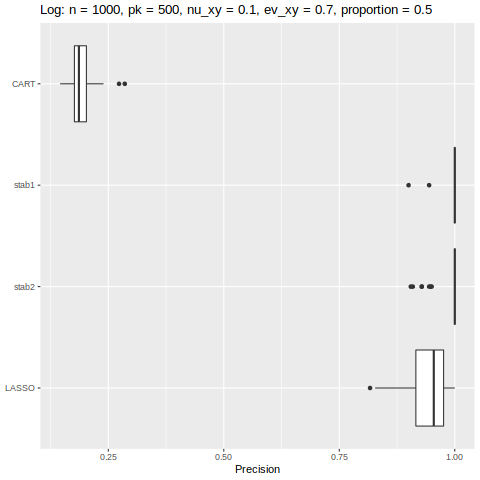 Log: n = 1000, pk = 500, nu_xy = 0.1, ev_xy = 0.7, proportion = 0.5
CART
stab1
stab2
LASSO
0.25 0.50 0.75 1.00
Precision